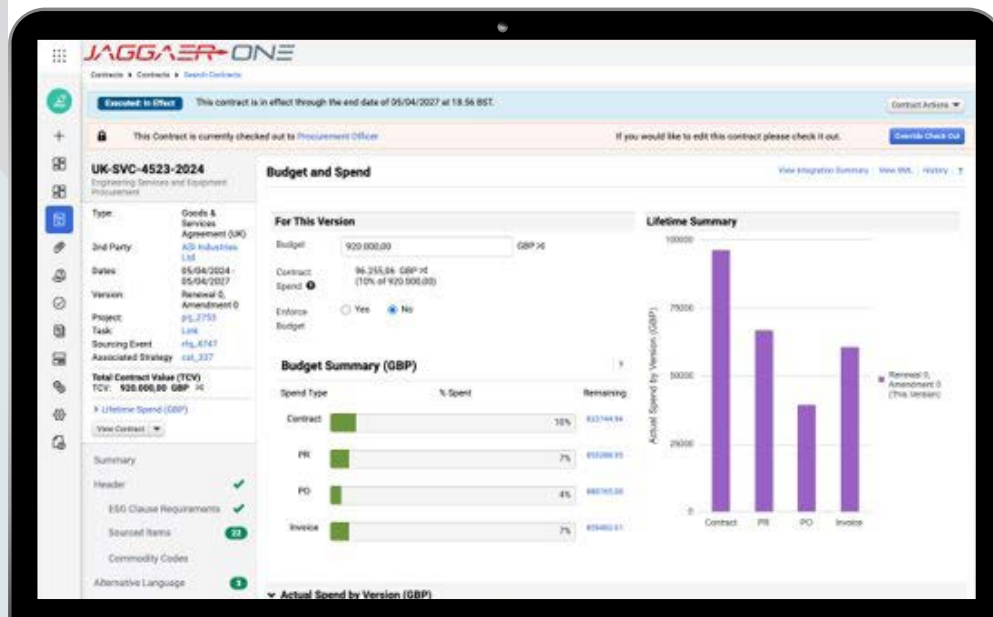 JAGGAER ONE
Contracts Contracts Search Contracts
Executed: In Effect This contract is in effect through the end date of 05/04/2027 at 18.56 BST.
Contract Actions
This Contract is currently checked out to Procurement Officer
If you would like to edit this contract please check it out.
Override Check Out
UK-SVC-4523-2024
Engineering Services and Equipment
Procurement
Type: Goods &
Services
Agreement (UK)
2nd Party
Ltd
Dates 05/04/2024 -
05/04/2027
Version Renewal 0,
Amendment 0
Project:
Task: Link
Sourcing Event
Associated Strategy
Total Contract Value (TCV)
TCV: 920.000,00 GBP
Lifetime Spend (GBP)
View Contract
Summary
Header
ESG Clause Requirements
Sourced Items 22
Commodity Codes
Alternative Language
Budget and Spend
View Integration Summary View XML History ?
For This Version
Budget 920.000,00 GBP
Contract 96.255,06 GBP
Spend (10% of 920.000,00)
Enforce Yes No
Budget
Budget Summary (GBP) ?
Spend Type % Spent Remaining
Contract 10%
PR 7%
PO 4%
Invoice 7%
Actual Spend by Version (GBP)
Lifetime Summary
100000
75000
50000
25000
0
Actual Spend by Version (GBP)
Contract PR PO Invoice
Renewal 0,
Amendment 0
(This Version)